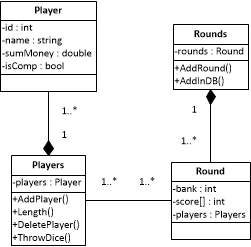 Player
-id : int
-name : string
-sumMoney : double
-isComp : bool
Rounds
-rounds : Round
+AddRound()
+AddInDB()
1..*
1
1
1..*
Players
-players : Player
+AddPlayer()
+Length()
+DeletePlayer()
+ThrowDice()
1..*
1..*
Round
-bank : int
-score[] : int
-players : Players